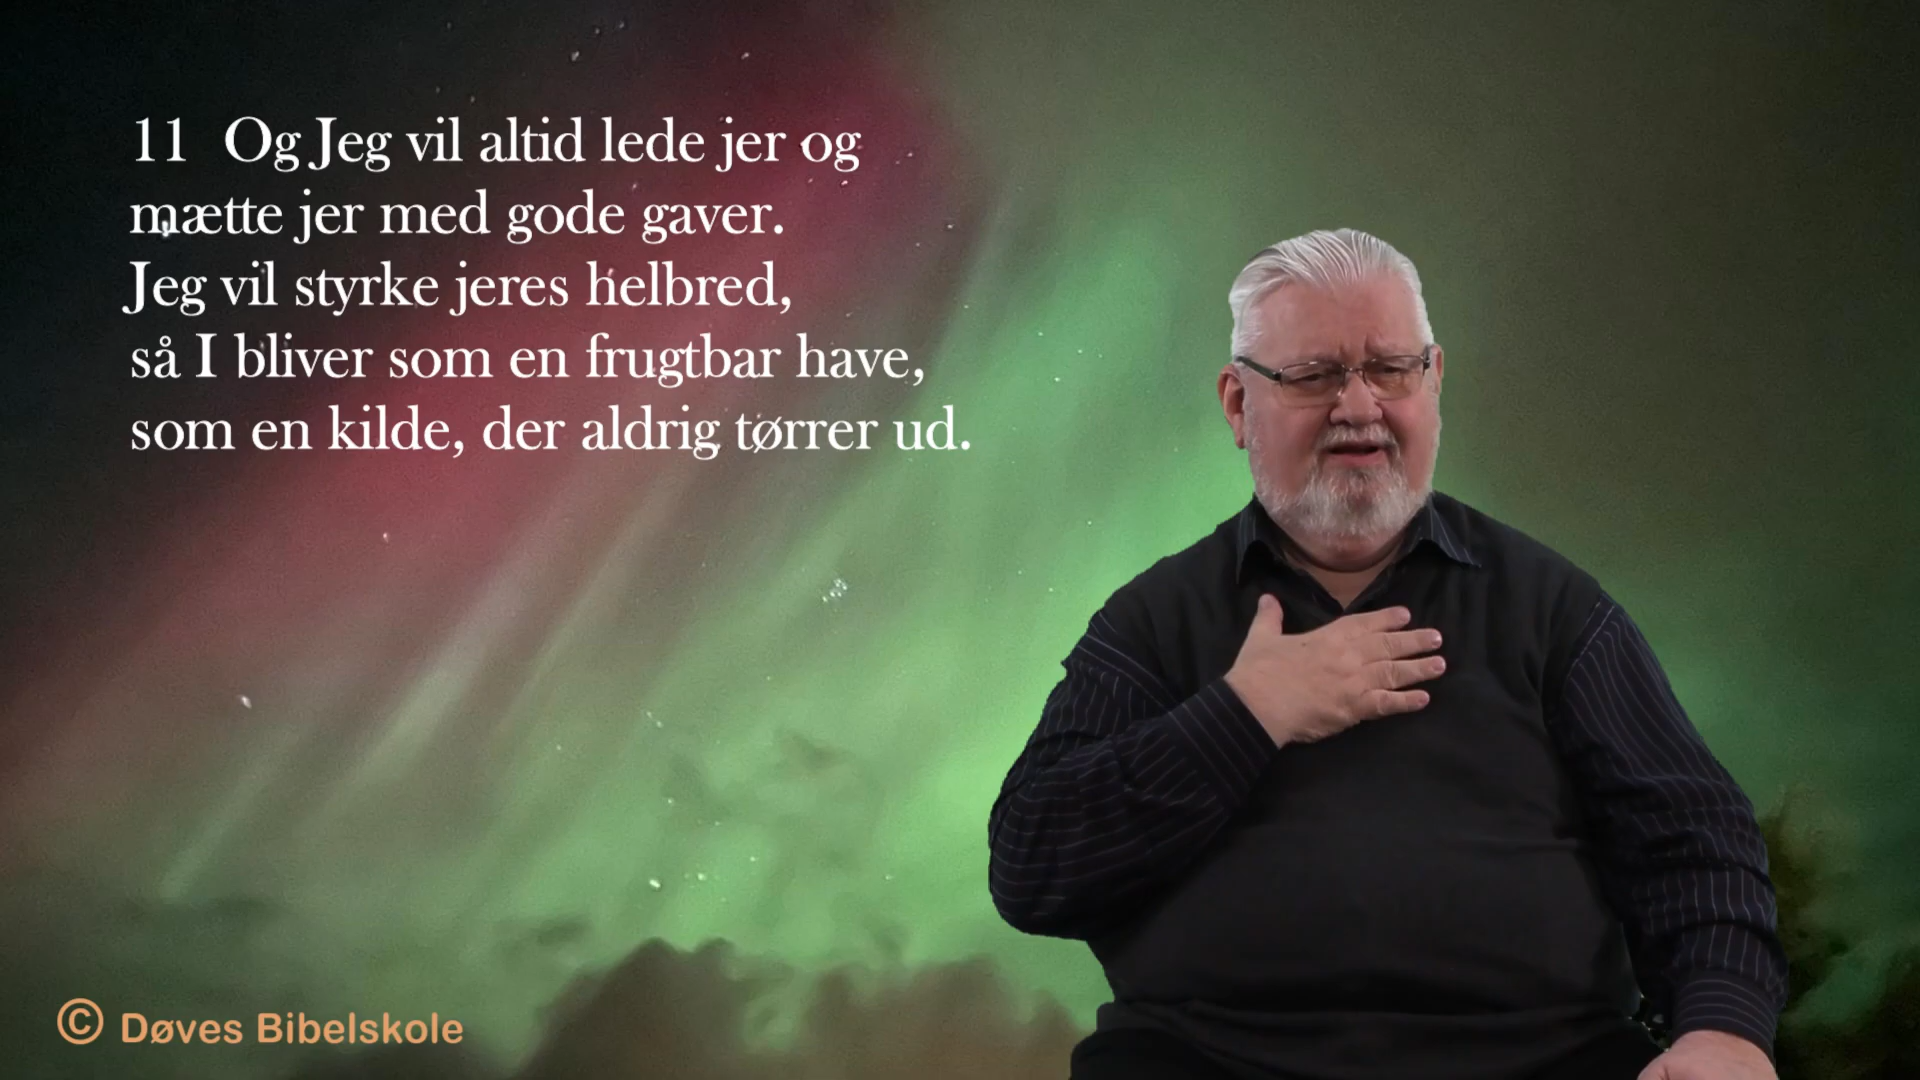 11 Og Jeg vil altid lede jer og
mætte jer med gode gaver.
Jeg vil styrke jeres helbred,
så I bliver som en frugtbar have,
som en kilde, der aldrig tørrer ud.
© Døves Bibelskole